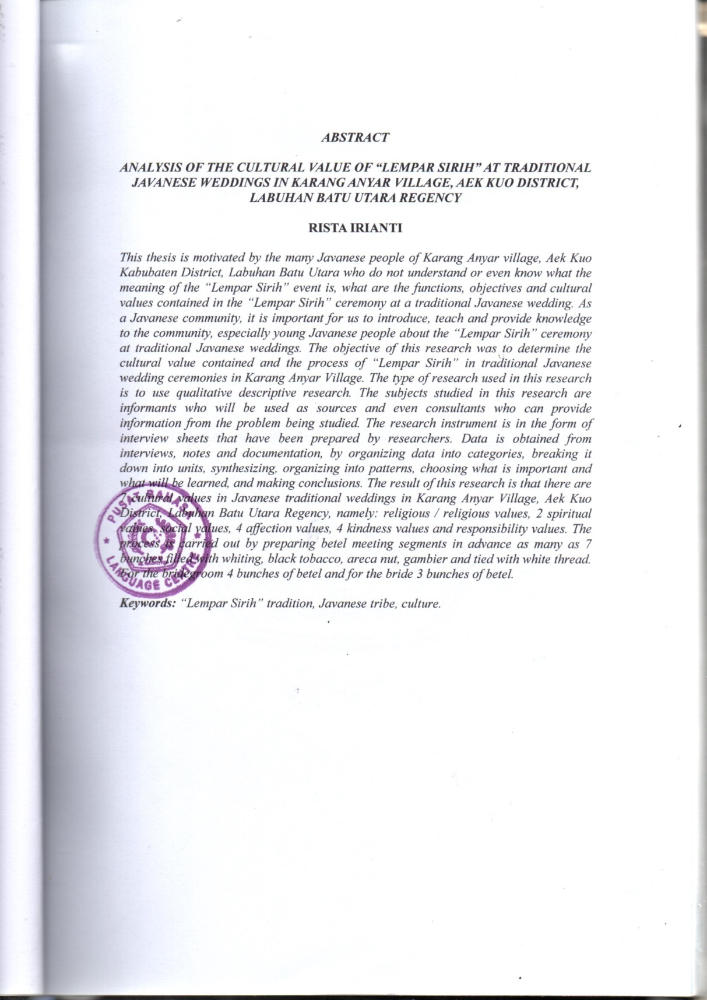 ABSTRACT
ANALYSIS OF THE CULTURAL VALUE OF “LEMPAR SIRIH” AT TRADITIONAL
JAVANESE WEDDINGS IN KARANG ANYAR VILLAGE, AEK KUO DISTRICT,
LABUHAN BATU UTARA REGENCY
RISTA IRIANTI
This thesis is motivated by the many Javanese people of Karang Anyar village, Aek Kuo
Kabubaten District, Labuhan Batu Utara who do not understand or even know what the
meaning of the “Lempar Sirih” event is, what are the functions, objectives and cultural
values contained in the “Lempar Sirih” ceremony at a traditional Javanese wedding. As
a Javanese community, it is important for us to introduce, teach and provide knowledge
to the community, especially young Javanese people about the “Lempar Sirih” ceremony
at traditional Javanese weddings. The objective of this research was to determine the
cultural value contained and the process of “Lempar Sirih” in traditional Javanese
wedding ceremonies in Karang Anyar Village. The type of research used in this research
is to use qualitative descriptive research. The subjects studied in this research are
informants who will be used as sources and even consultants who can provide
information from the problem being studied. The research instrument is in the form of
interview sheets that have been prepared by researchers. Data is obtained from
interviews, notes and documentation, by organizing data into categories, breaking it
down into units, synthesizing, organizing into patterns, choosing what is important and
what will be learned, and making conclusions. The result of this research is that there are
7 cultural values in Javanese traditional weddings in Karang Anyar Village, Aek Kuo
District, Labuhan Batu Utara Regency, namely: religious / religious values, 2 spiritual
values, social values, 4 affection values, 4 kindness values and responsibility values. The
process is carried out by preparing betel meeting segments in advance as many as 7
bunches filled with whiting, black tobacco, areca nut, gambier and tied with white thread.
For the bridegroom 4 bunches of betel and for the bride 3 bunches of betel.
Keywords: “Lempar Sirih” tradition, Javanese tribe, culture.
PUSAT BAHASA
LANGUAGE CENTRE